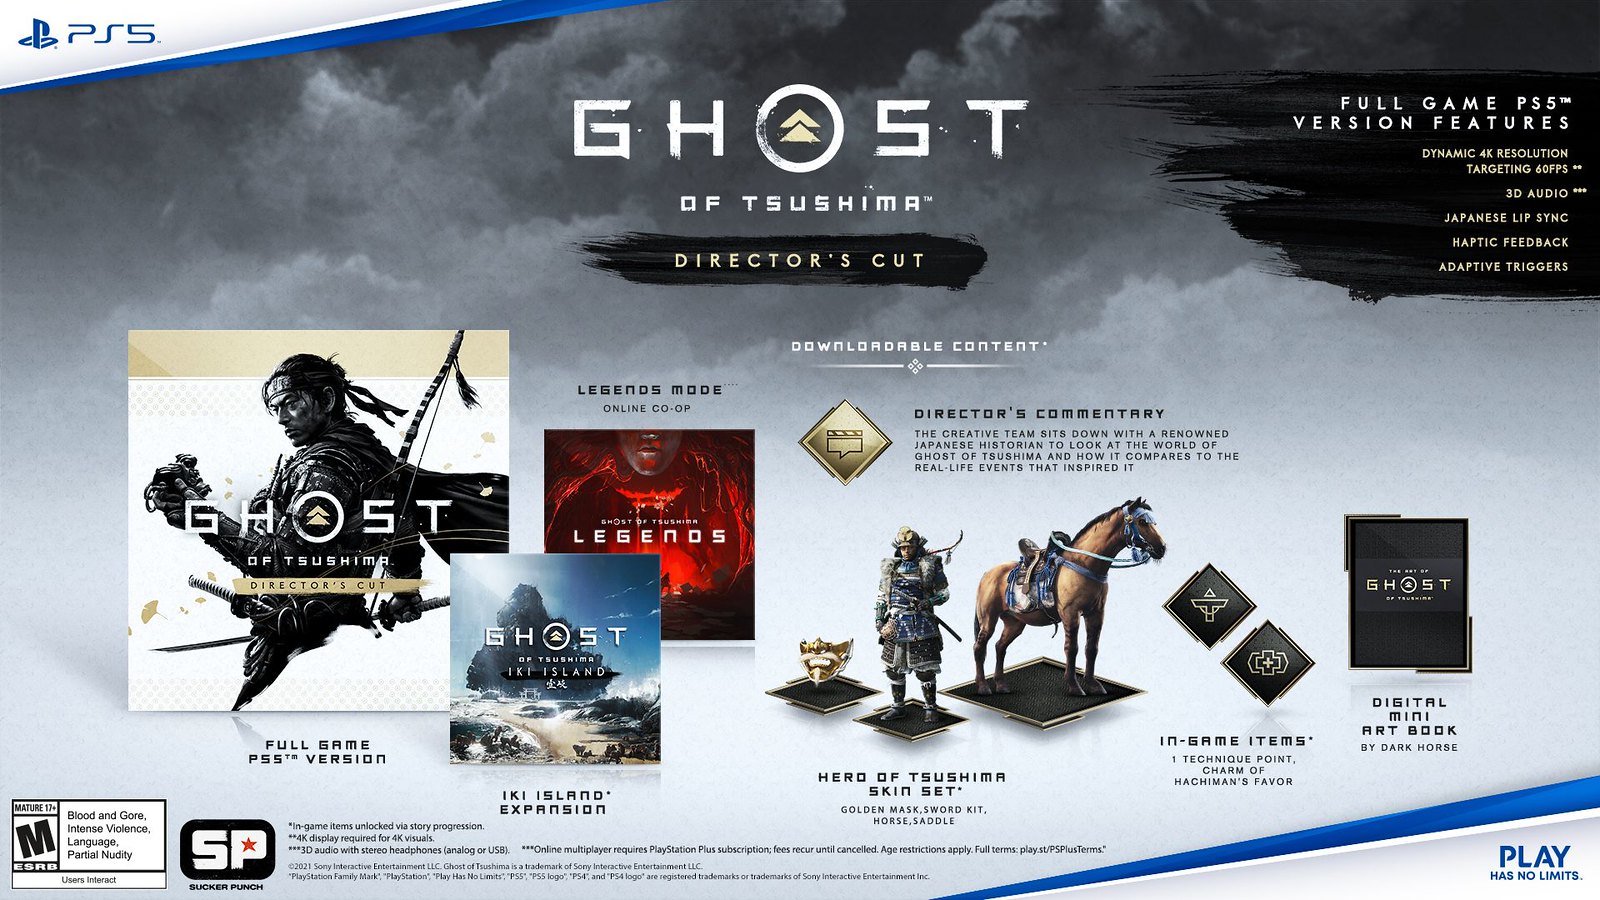 PS5
GHOST
OF TSUSHIMA™
DIRECTOR'S CUT
FULL GAME PS5™
VERSION FEATURES
DYNAMIC 4K RESOLUTION
TARGETING 60FPS **
3D AUDIO ***
JAPANESE LIP SYNC
HAPTIC FEEDBACK
ADAPTIVE TRIGGERS
GHOST
OF TSUSHIMA
DIRECTOR'S CUT
FULL GAME
PS5™ VERSION
LEGENDS MODE****
ONLINE CO-OP
GHOST OF TSUSHIMA
LEGENDS
GHOST
OF TSUSHIMA
IKI ISLAND
壹岐
IKI ISLAND*
EXPANSION
DOWNLOADABLE CONTENT*
DIRECTOR'S COMMENTARY
THE CREATIVE TEAM SITS DOWN WITH A RENOWNED
JAPANESE HISTORIAN TO LOOK AT THE WORLD OF
GHOST OF TSUSHIMA AND HOW IT COMPARES TO THE
REAL-LIFE EVENTS THAT INSPIRED IT
HERO OF TSUSHIMA
SKIN SET*
GOLDEN MASK,SWORD KIT,
HORSE,SADDLE
IN-GAME ITEMS*
1 TECHNIQUE POINT,
CHARM OF
HACHIMAN'S FAVOR
THE ART OF
GHOST
OF TSUSHIMA
DIGITAL
MINI
ART BOOK
BY DARK HORSE
MATURE 17+
M
ESRB
Blood and Gore,
Intense Violence,
Language,
Partial Nudity
Users Interact
SP
SUCKER PUNCH
*In-game items unlocked via story progression.
**4K display required for 4K visuals.
***3D audio with stereo headphones (analog or USB).
***Online multiplayer requires PlayStation Plus subscription; fees recur until cancelled. Age restrictions apply. Full terms: play.st/PSPlusTerms."
©2021 Sony Interactive Entertainment LLC. Ghost of Tsushima is a trademark of Sony Interactive Entertainment LLC.
"PlayStation Family Mark", "PlayStation", "Play Has No Limits", "PS5", "PS5 logo", "PS4", and "PS4 logo" are registered trademarks or trademarks of Sony Interactive Entertainment Inc.
PLAY
HAS NO LIMITS.